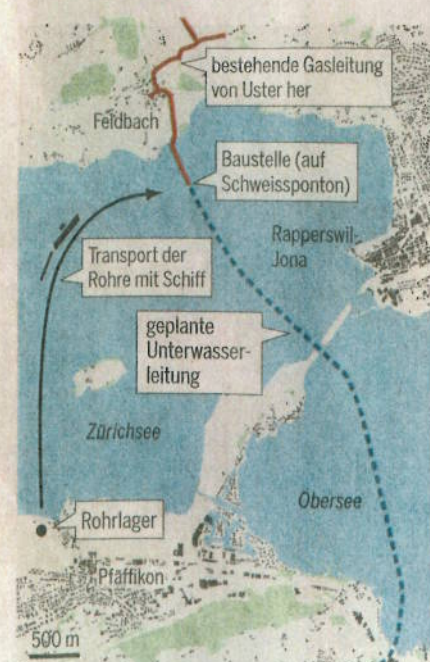 bestehende Gasleitung
von Uster her
Feldbach
Baustelle (auf
Schweissponton)
Rapperswil-
Jona
Transport der
Rohre mit Schiff
geplante
Unterwasser-
leitung
Zürichsee
Obersee
Rohrlager
Pfäffikon
500 m